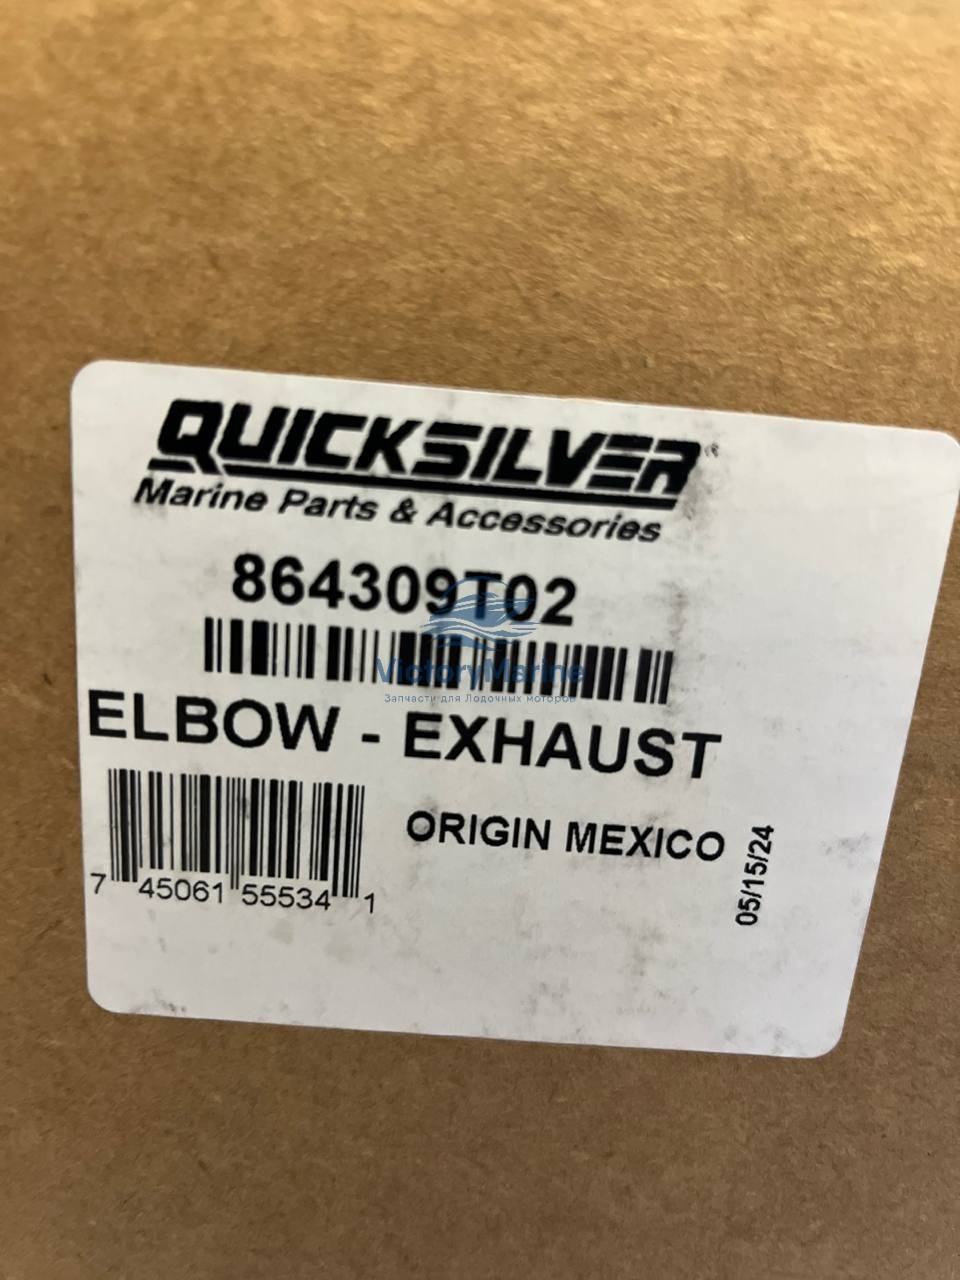 QUICKSILVER®
Marine Parts & Accessories
864309T02
VictoryMarine
Запчасти для Лодочных моторов
ELBOW - EXHAUST
ORIGIN MEXICO
05/15/24
7 45061 55534 1